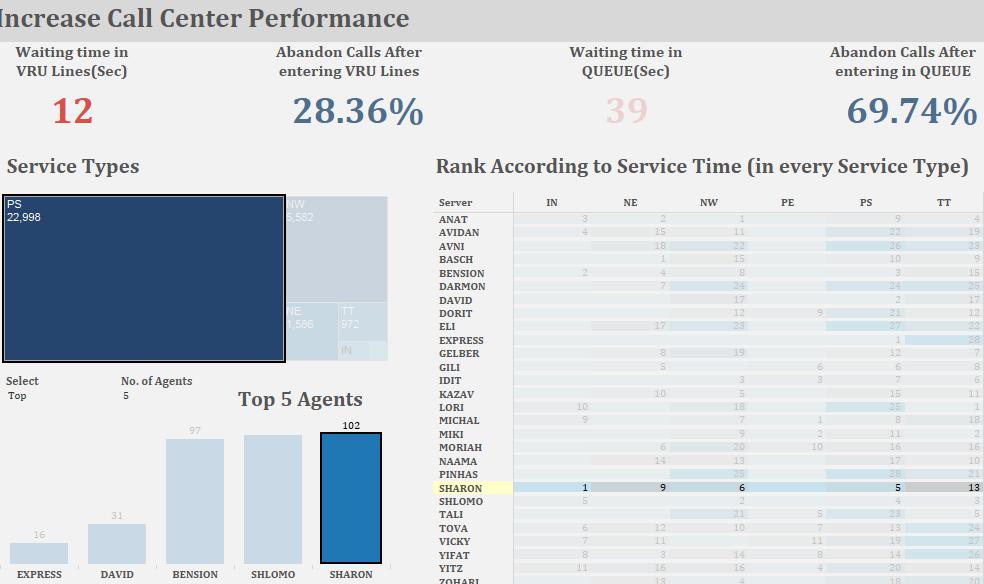 Increase Call Center Performance
Waiting time in
VRU Lines(Sec)
12
Abandon Calls After
entering VRU Lines
28.36%
Waiting time in
QUEUE(Sec)
39
Abandon Calls After
entering in QUEUE
69.74%
Service Types
PS
22,998
NW
5,582
NE
1,586
TT
972
IN
Select
Top
No. of Agents
5
Top 5 Agents
16 31 97 102
EXPRESS DAVID BENSION SHLOMO SHARON
Rank According to Service Time (in every Service Type)
Server IN NE NW PE PS TT
ANAT 3 2 1 9 4
AVIDAN 4 15 11 22 19
AVNI 18 22 26 23
BASCH 1 15 10 9
BENSION 2 4 8 3 15
DARMON 7 24 24 25
DAVID 17 2 17
DORIT 12 9 21 12
ELI 17 23 27 22
EXPRESS 1 28
GELBER 8 19 12 7
GILI 5 6 6 8
IDIT 3 3 7 6
KAZAV 10 5 15 11
LORI 10 18 25 1
MICHAL 9 7 1 8 18
MIKI 9 2 11 2
MORIAH 6 20 10 16 16
NAAMA 14 13 17 10
PINHAS 25 28 21
SHARON 1 9 6 5 13
SHLOMO 5 2 4 3
TALI 21 5 23 5
TOVA 6 12 10 7 13 24
VICKY 7 11 11 19 27
YIFAT 8 3 14 8 14 26
YITZ 11 16 16 4 20 14
ZOHARI 13 4 18 20